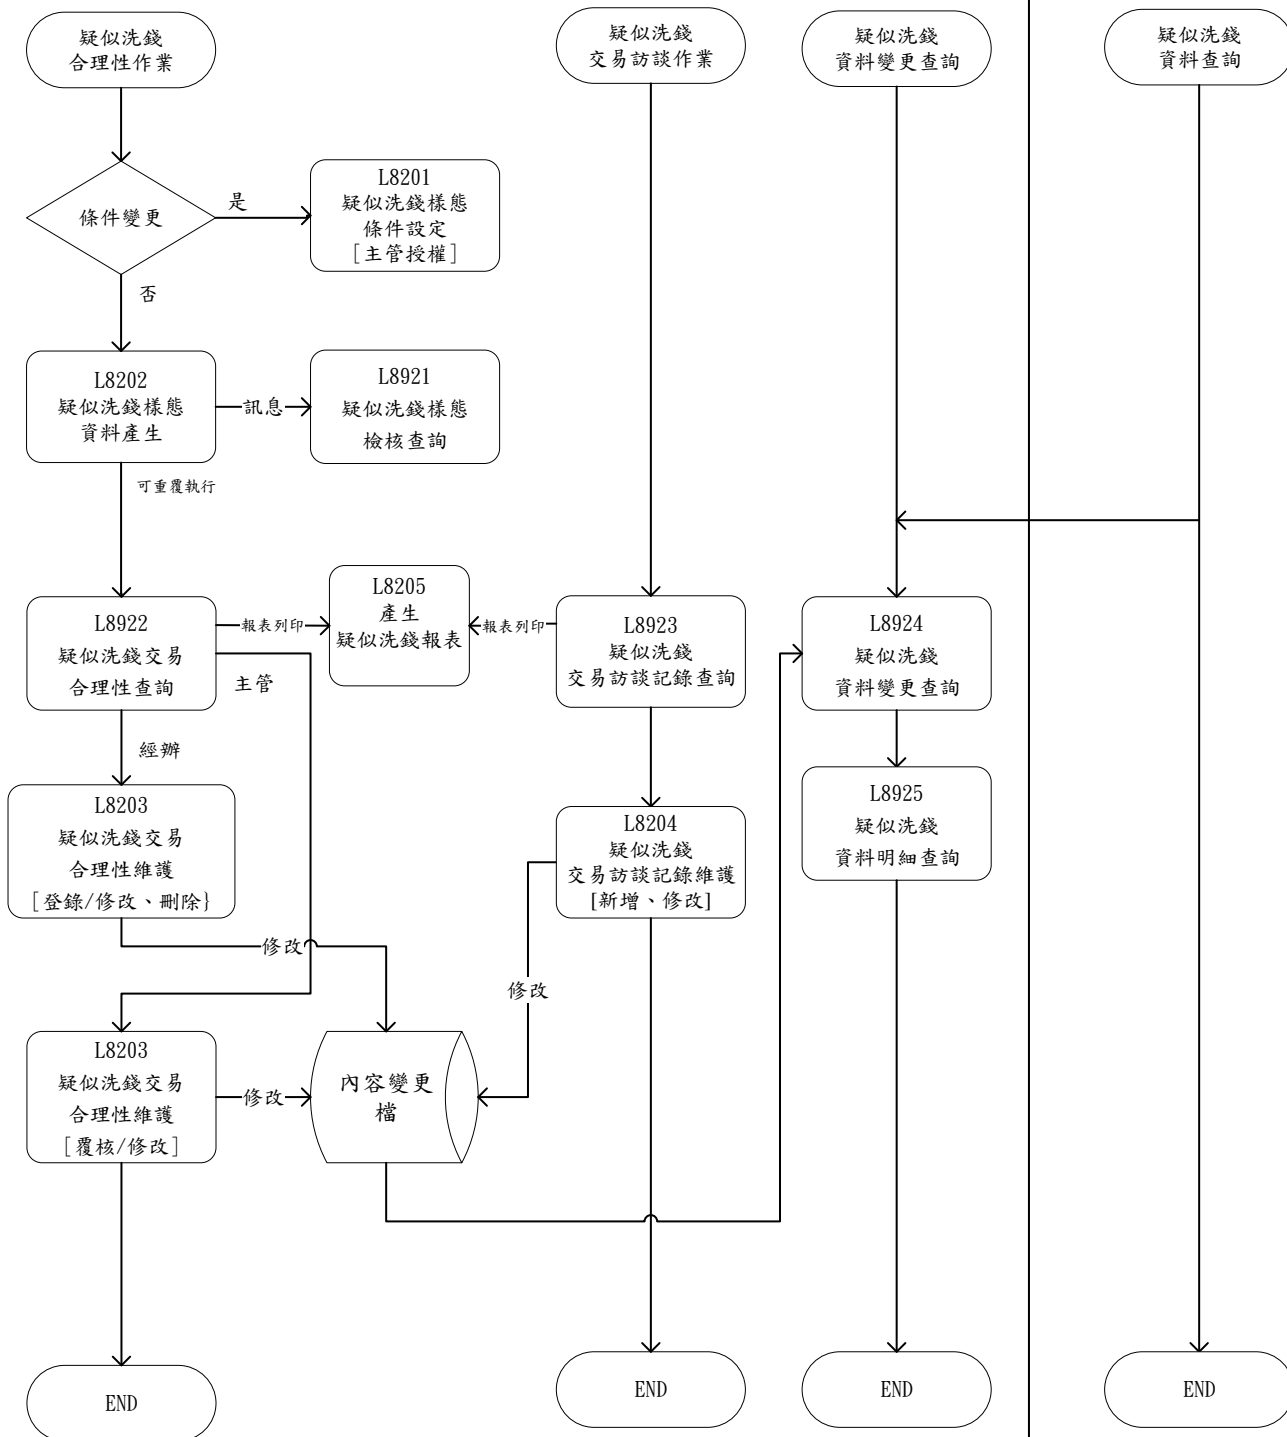 疑似洗錢
合理性作業
疑似洗錢
交易訪談作業
疑似洗錢
資料變更查詢
疑似洗錢
資料查詢
條件變更
是
L8201
疑似洗錢樣態
條件設定
[主管授權]
否
L8202
疑似洗錢樣態
資料產生
訊息
L8921
疑似洗錢樣態
檢核查詢
可重覆執行
L8922
疑似洗錢交易
合理性查詢
報表列印
L8205
產生
疑似洗錢報表
報表列印
L8923
疑似洗錢
交易訪談記錄查詢
L8924
疑似洗錢
資料變更查詢
主管
經辦
L8203
疑似洗錢交易
合理性維護
[登錄/修改、刪除}
L8204
疑似洗錢
交易訪談記錄維護
[新增、修改]
L8925
疑似洗錢
資料明細查詢
修改
修改
L8203
疑似洗錢交易
合理性維護
[覆核/修改]
修改
內容變更
檔
END
END
END
END